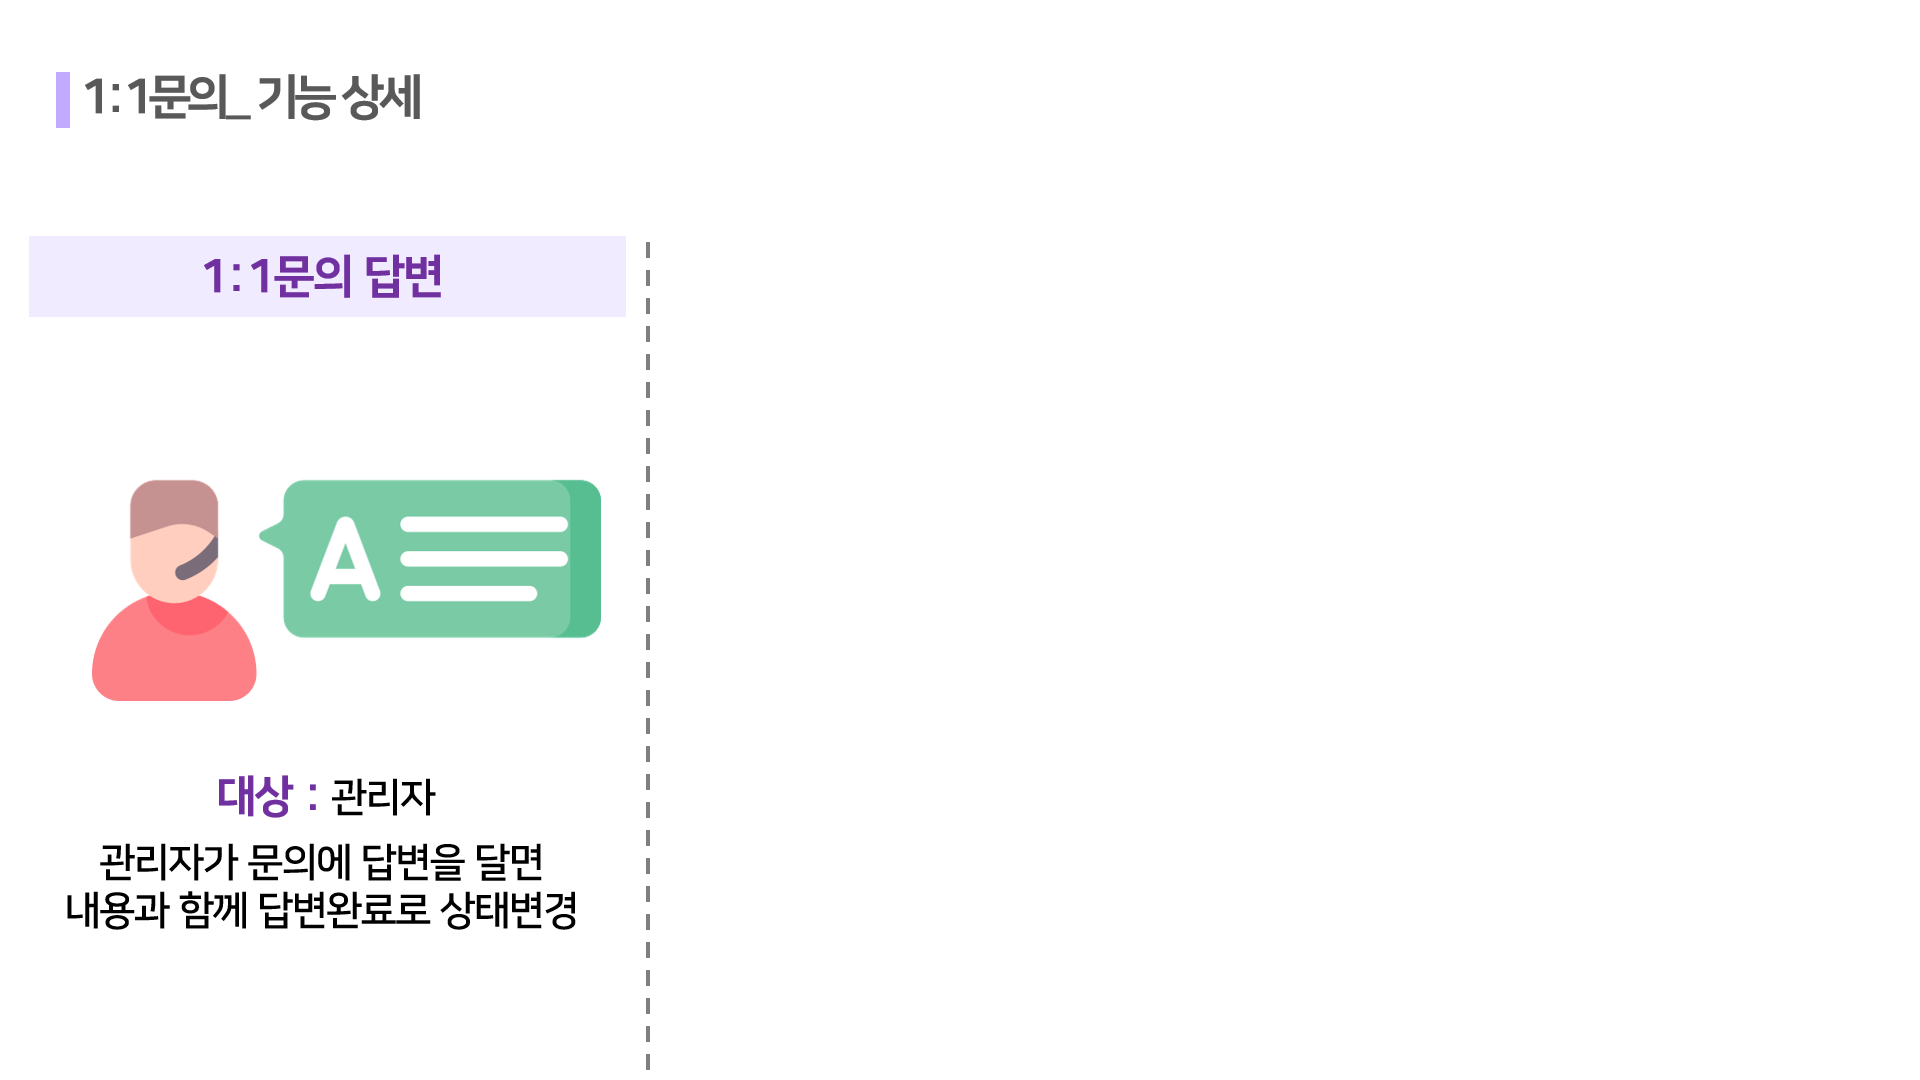 1:1문의_ 기능 상세
1:1문의 답변
A
대상 : 관리자
관리자가 문의에 답변을 달면
내용과 함께 답변완료로 상태변경